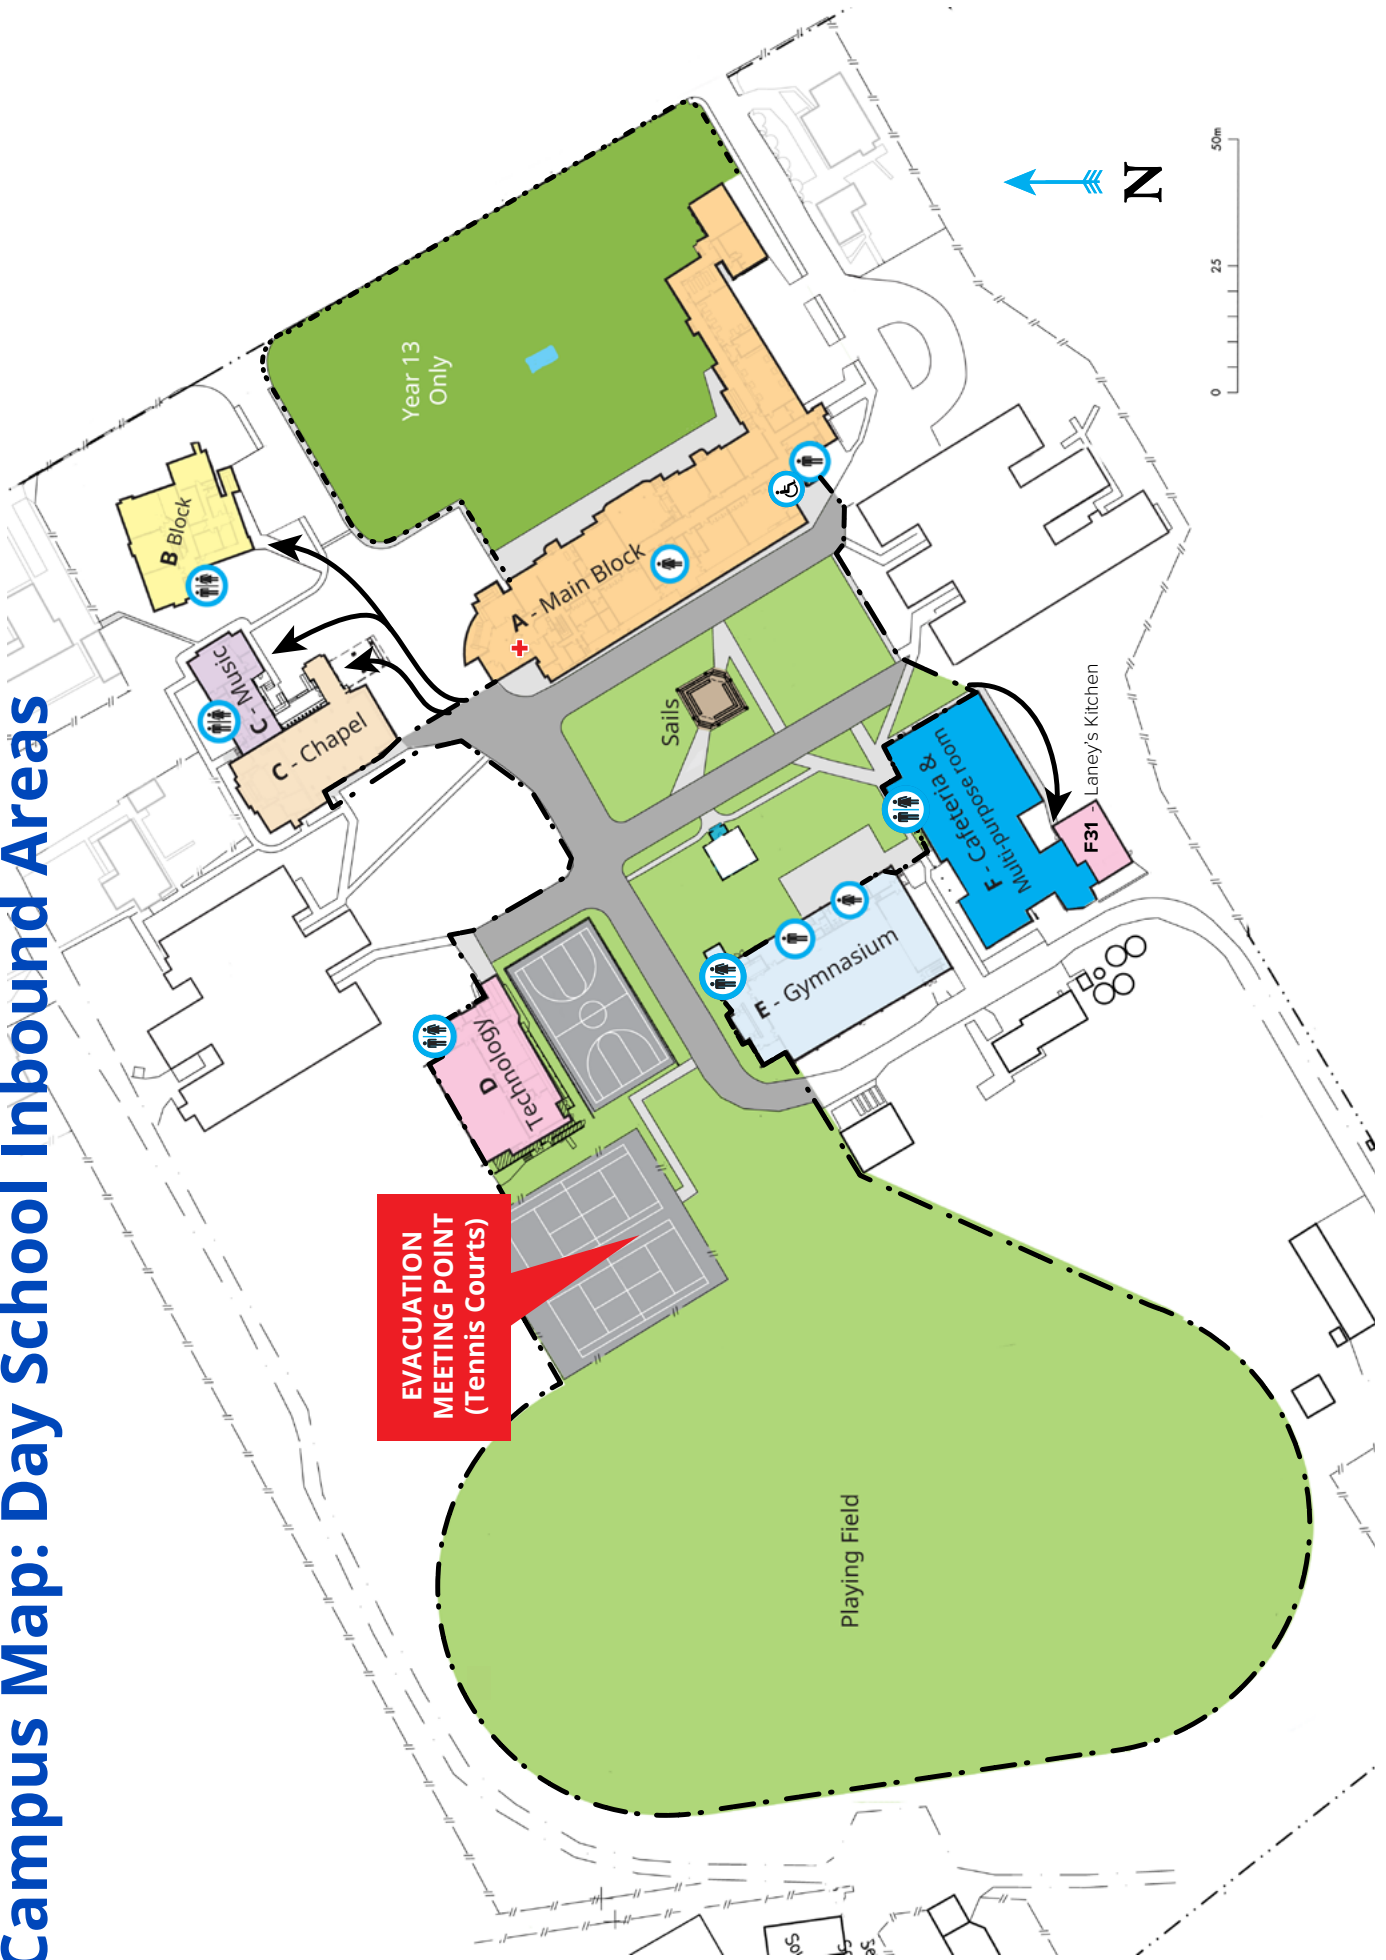 Campus Map: Day School Inbound Areas
B Block
C - Music
C - Chapel
Year 13
Only
A - Main Block
Sails
D
Technology
EVACUATION
MEETING POINT
(Tennis Courts)
E - Gymnasium
F - Cafeteria &
Multi-purpose room
F31 - Laney's Kitchen
Playing Field
N
0 25 50m